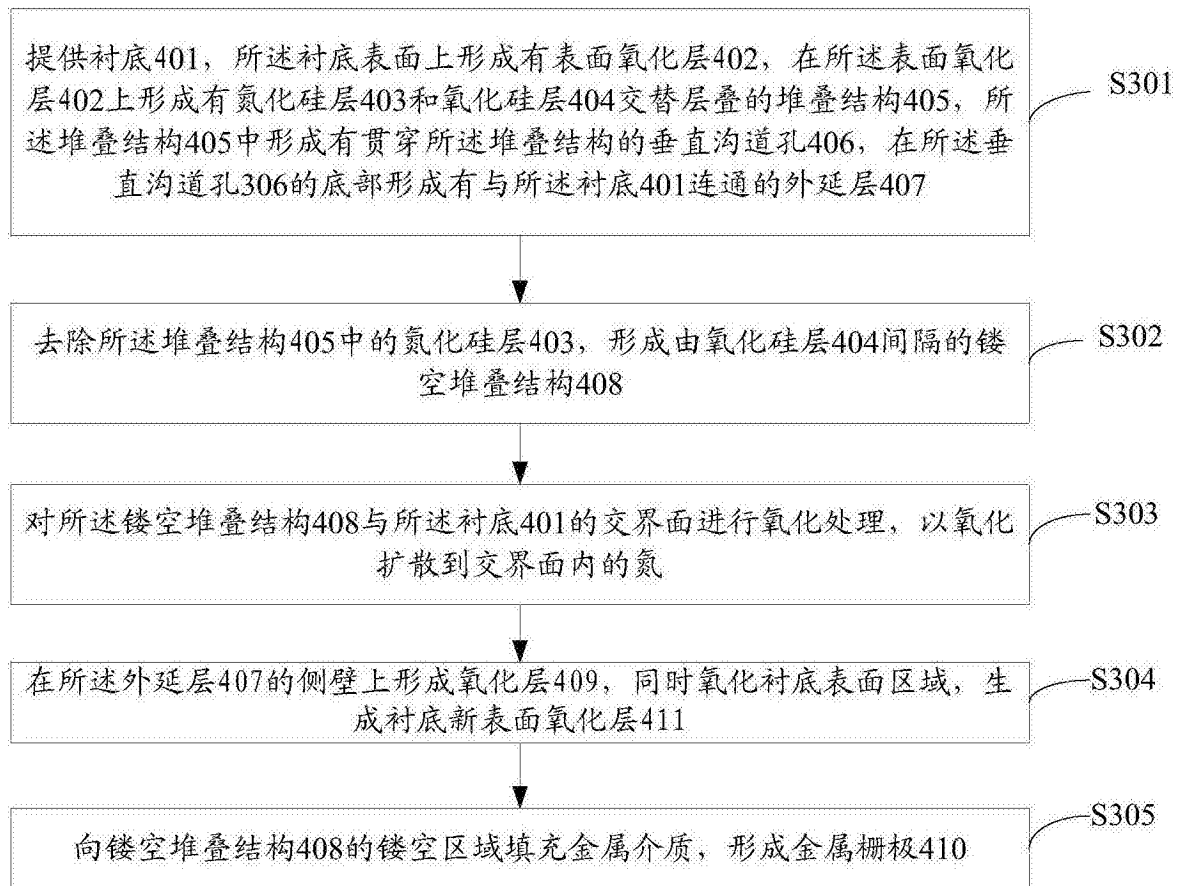 提供衬底401，所述衬底表面上形成有表面氧化层402，在所述表面氧化
层402上形成有氮化硅层403和氧化硅层404交替层叠的堆叠结构405，所
述堆叠结构405中形成有贯穿所述堆叠结构的垂直沟道孔406，在所述垂
直沟道孔306的底部形成有与所述衬底401连通的外延层407
S301
去除所述堆叠结构405中的氮化硅层403，形成由氧化硅层404间隔的镂
空堆叠结构408
S302
对所述镂空堆叠结构408与所述衬底401的交界面进行氧化处理，以氧化
扩散到交界面内的氮
S303
在所述外延层407的侧壁上形成氧化层409，同时氧化衬底表面区域，生
成衬底新表面氧化层411
S304
向镂空堆叠结构408的镂空区域填充金属介质，形成金属栅极410
S305